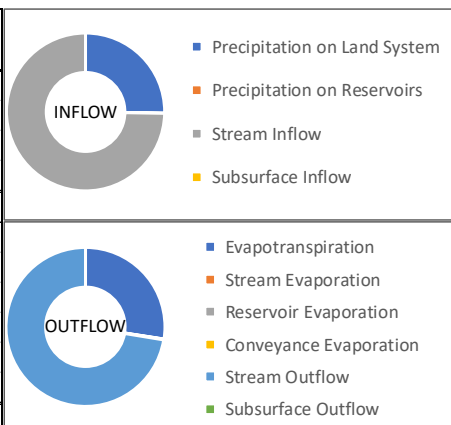 INFLOW
Precipitation on Land System
Precipitation on Reservoirs
Stream Inflow
Subsurface Inflow
OUTFLOW
Evapotranspiration
Stream Evaporation
Reservoir Evaporation
Conveyance Evaporation
Stream Outflow
Subsurface Outflow